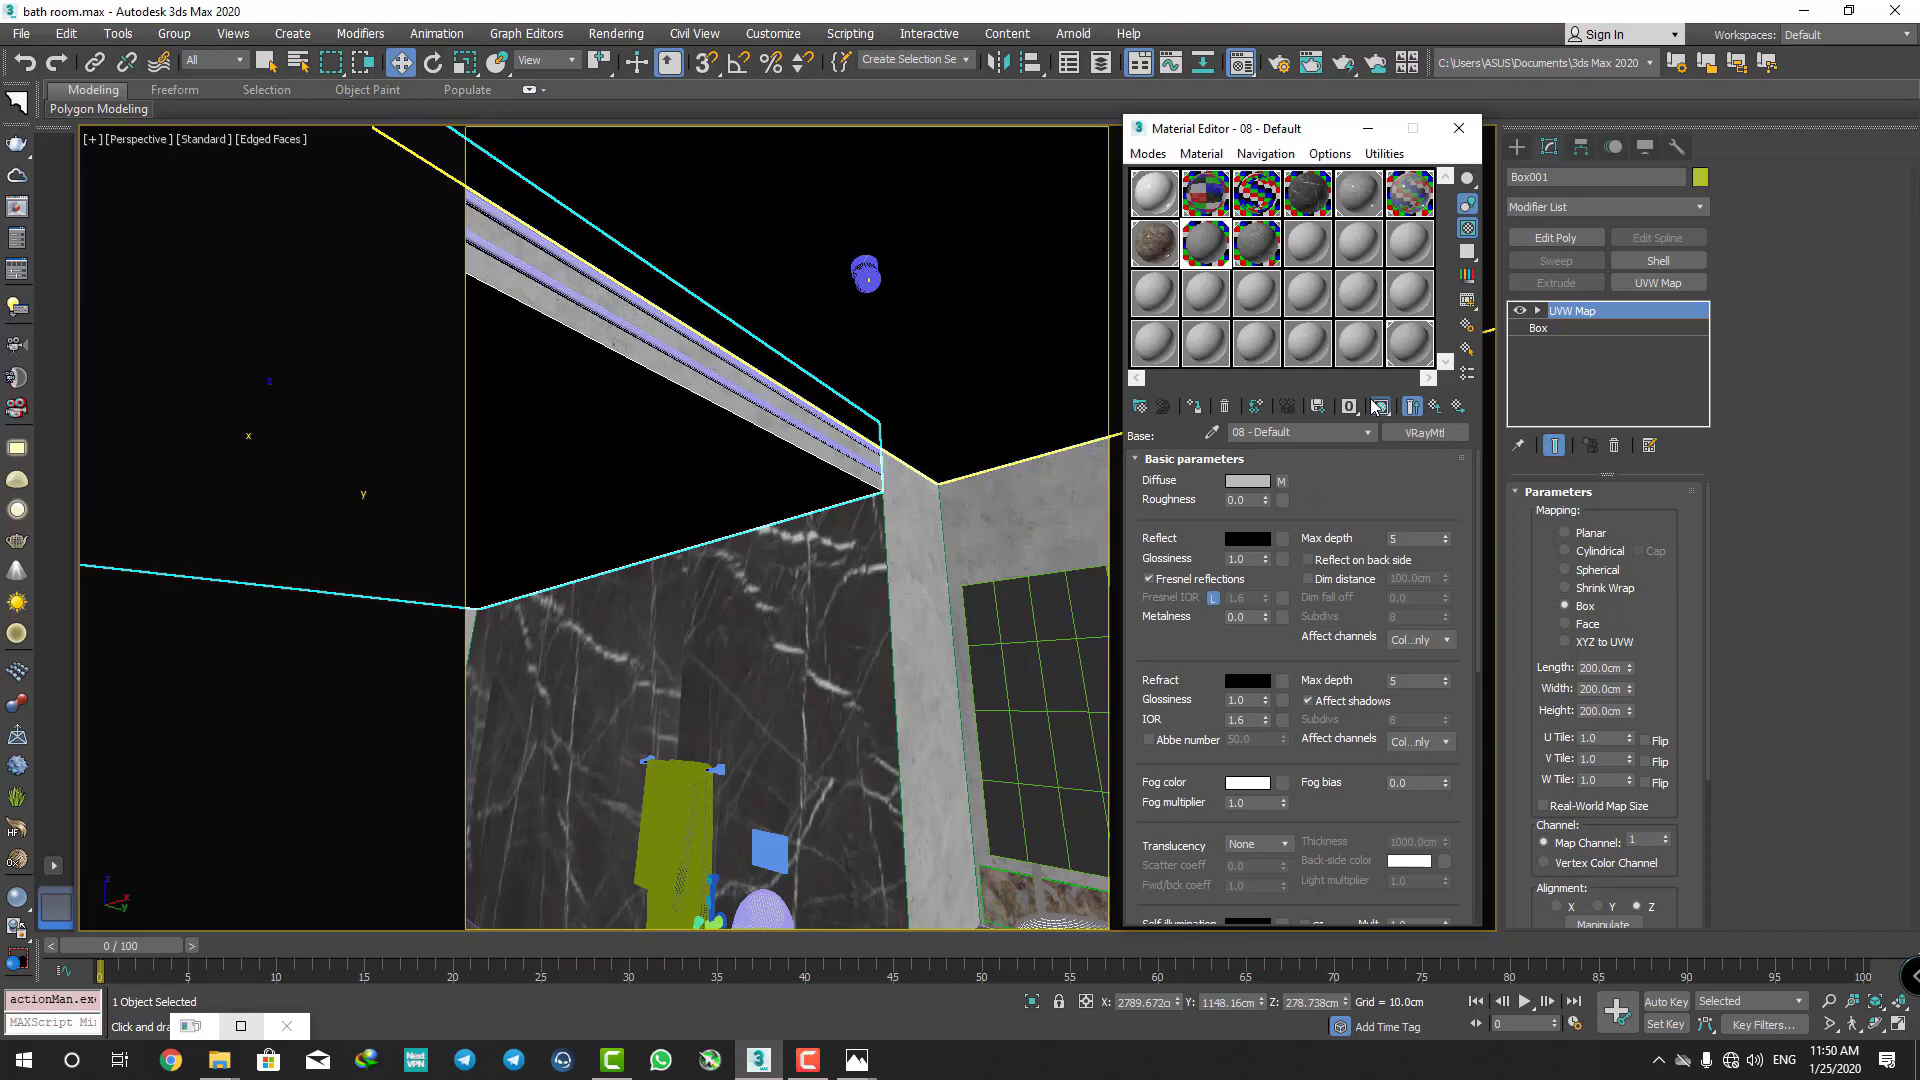 bath room.max - Autodesk 3ds Max 2020
File Edit Tools Group Views Create Modifiers Animation Graph Editors Rendering Civil View Customize Scripting Interactive Content Arnold Help
Sign In
Workspaces: Default
All
View
Create Selection Se
C:\Users\ASUS\Documents\3ds Max 2020
Modeling Freeform Selection Object Paint Populate
Polygon Modeling
[+] [Perspective] [Standard] [Edged Faces]
z
x
y
z
x
y
Material Editor - 08 - Default
Modes Material Navigation Options Utilities
0
Base: 08 - Default VRayMtl
Basic parameters
Diffuse M
Roughness 0.0
Reflect Max depth 5
Glossiness 1.0 Reflect on back side
Fresnel reflections Dim distance 100.0cm
Fresnel IOR L 1.6 Dim fall off 0.0
Metalness 0.0 Subdivs 8
Affect channels Col...nly
Refract Max depth 5
Glossiness 1.0 Affect shadows
IOR 1.6 Subdivs 8
Abbe number 50.0 Affect channels Col...nly
Fog color Fog bias 0.0
Fog multiplier 1.0
Translucency None Thickness 1000.0cm
Scatter coeff 0.0 Back-side color
Fwd/bck coeff 1.0 Light multiplier 1.0
Box001
Modifier List
Edit Poly Edit Spline
Sweep Shell
Extrude UVW Map
UVW Map
Box
Parameters
Mapping:
Planar
Cylindrical Cap
Spherical
Shrink Wrap
Box
Face
XYZ to UVW
Length: 200.0cm
Width: 200.0cm
Height: 200.0cm
U Tile: 1.0 Flip
V Tile: 1.0 Flip
W Tile: 1.0 Flip
Real-World Map Size
Channel:
Map Channel: 1
Vertex Color Channel
Alignment:
X Y Z
Manipulate
HF
0 / 100
0 5 10 15 20 25 30 35 40 45 50 55 60 65 70 75 80 85 90 95 100
actionMan.exe
MAXScript Mi
1 Object Selected
Click and dra
X: 2789.672c Y: 1148.16cm Z: 278.738cm Grid = 10.0cm
Add Time Tag
0
Auto Key Selected
Set Key Key Filters...
NEXT VPN
3 MAX
ENG
11:50 AM
1/25/2020